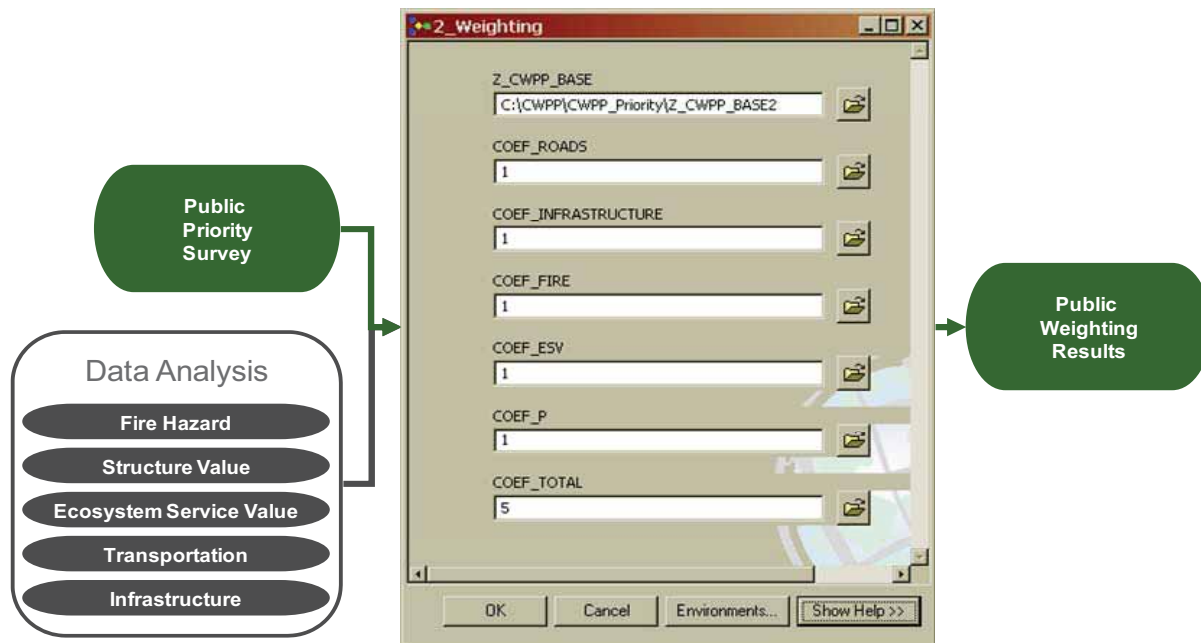 Public
Priority
Survey
Data Analysis
Fire Hazard
Structure Value
Ecosystem Service Value
Transportation
Infrastructure
2_Weighting
Z_CWPP_BASE
C:\CWPP\CWPP_Priority\Z_CWPP_BASE2
COEF_ROADS
1
COEF_INFRASTRUCTURE
1
COEF_FIRE
1
COEF_ESV
1
COEF_P
1
COEF_TOTAL
5
OK
Cancel
Environments...
Show Help >>
Public
Weighting
Results